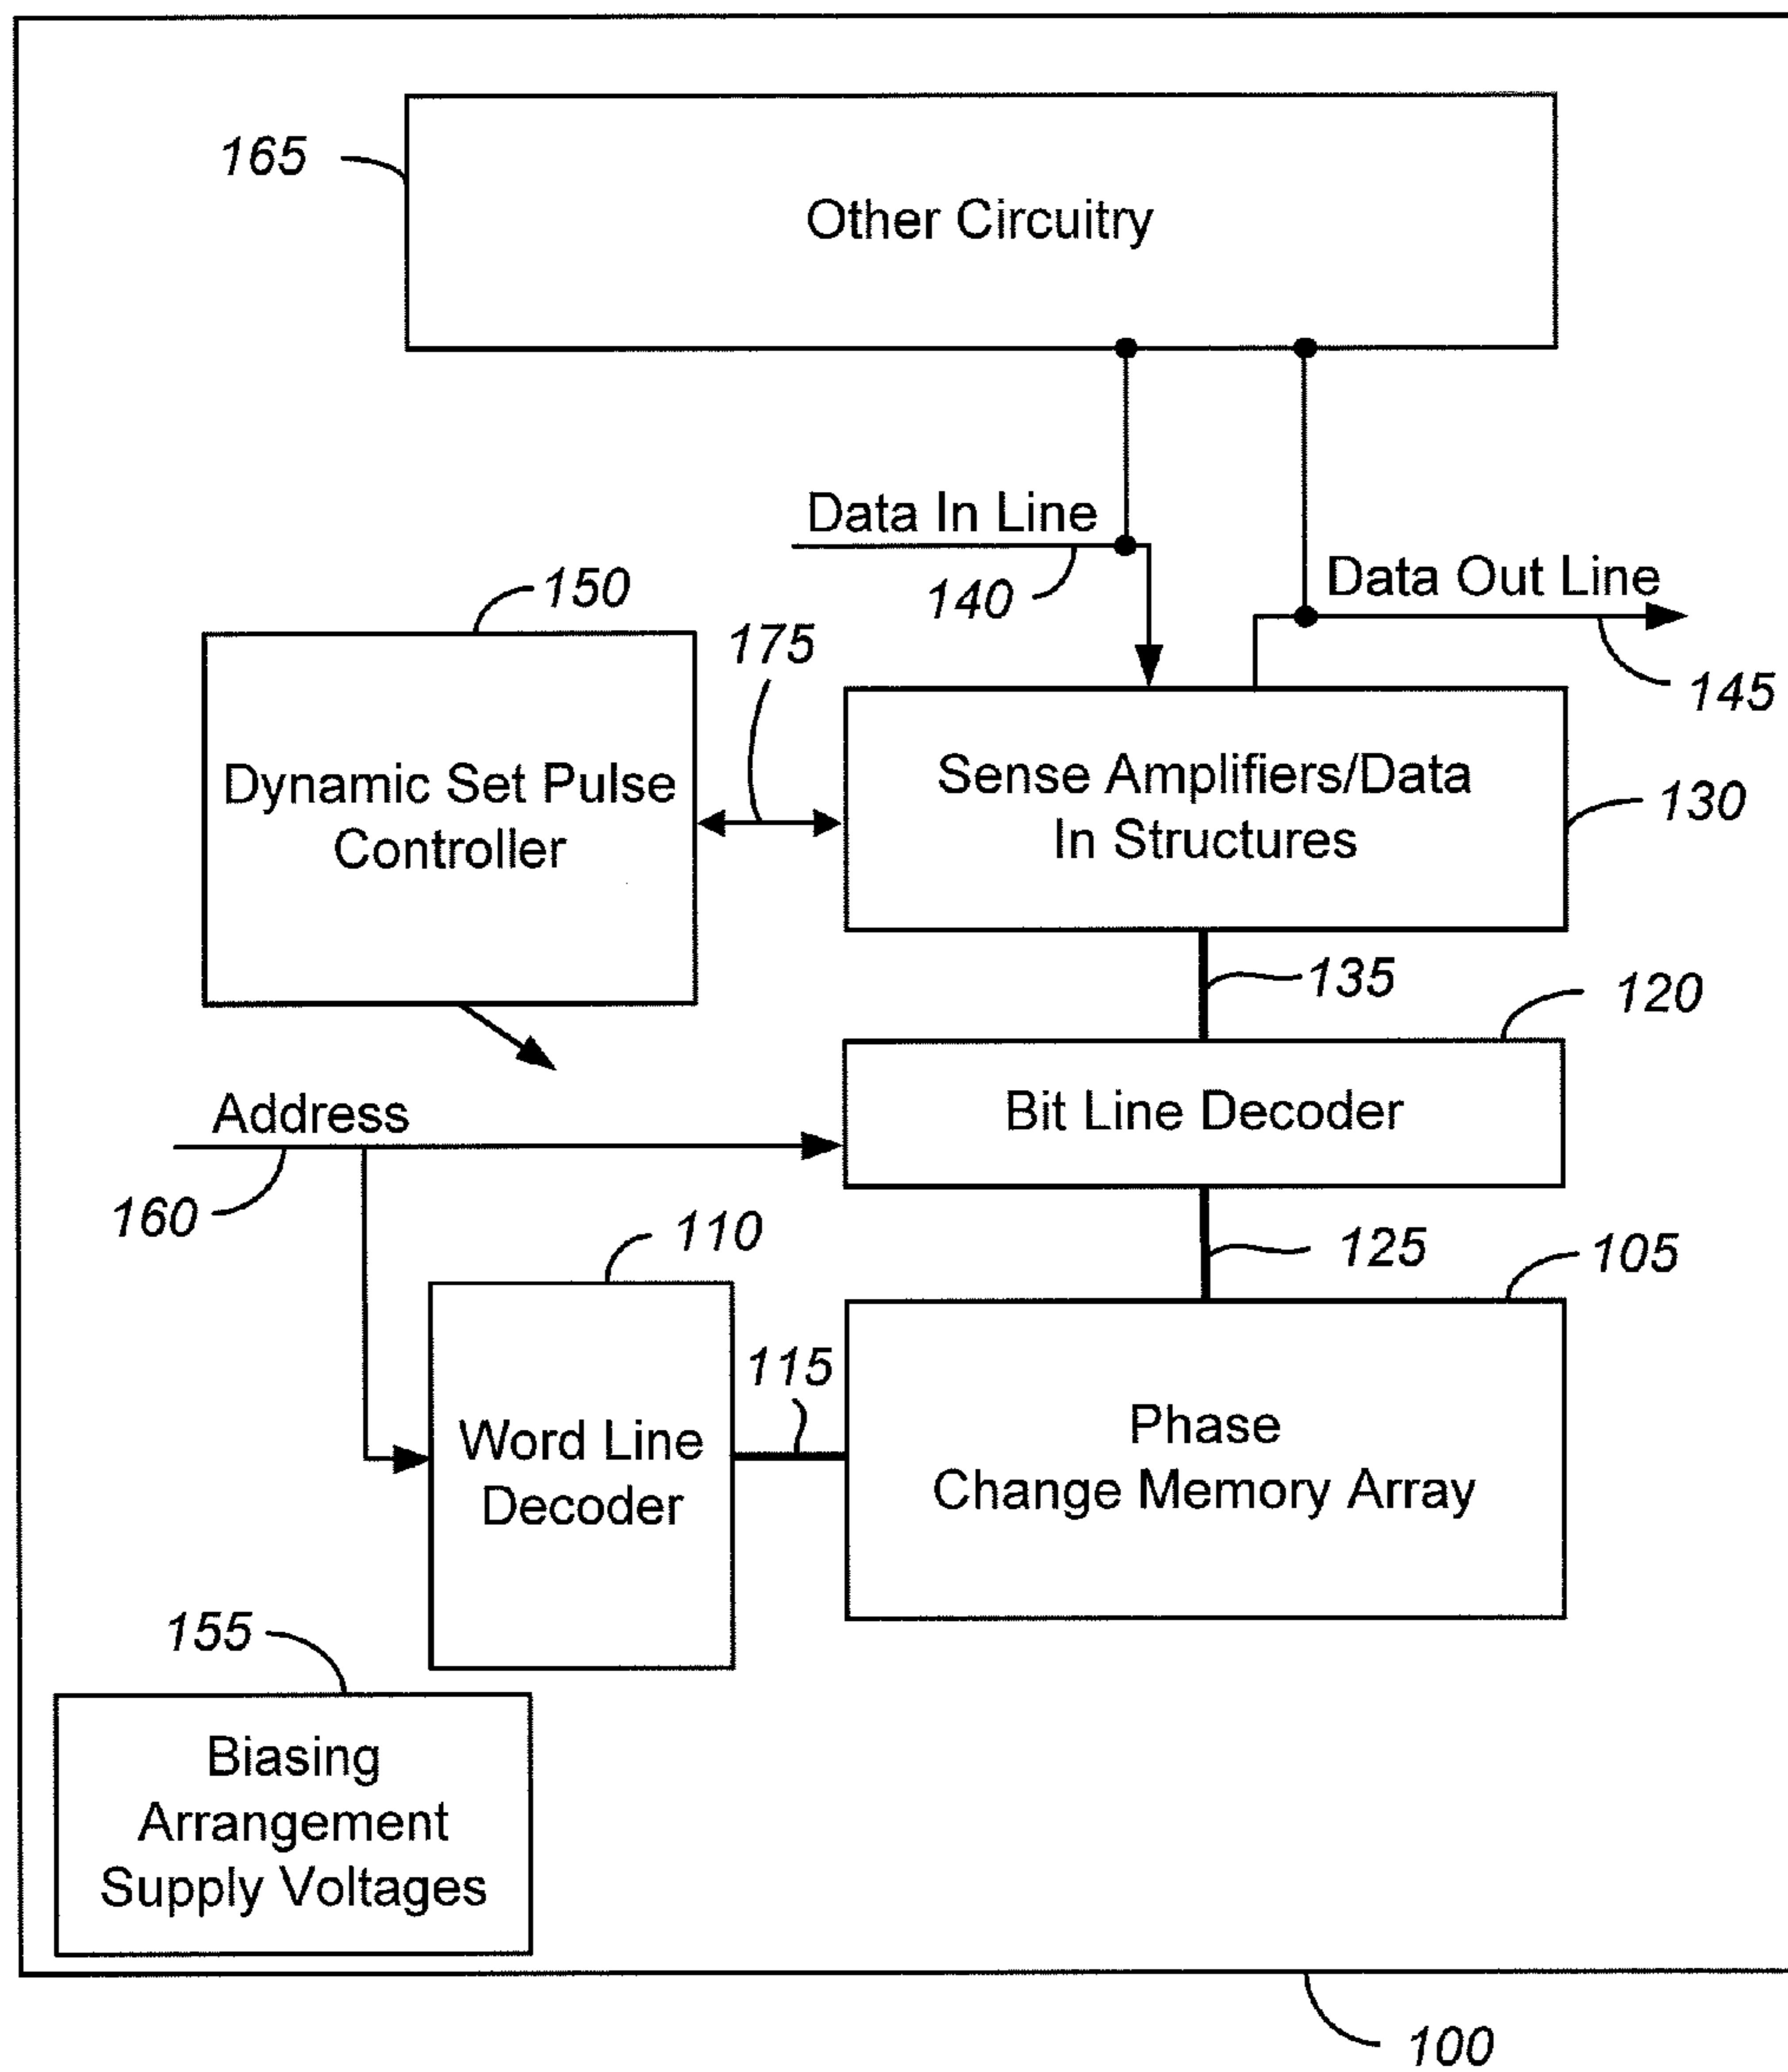 165
Other Circuitry
Data In Line
140
Data Out Line
145
150
175
Dynamic Set Pulse
Controller
Sense Amplifiers/Data
In Structures
130
135
120
Address
160
Bit Line Decoder
110
125
105
115
Word Line
Decoder
Phase
Change Memory Array
155
Biasing
Arrangement
Supply Voltages
100